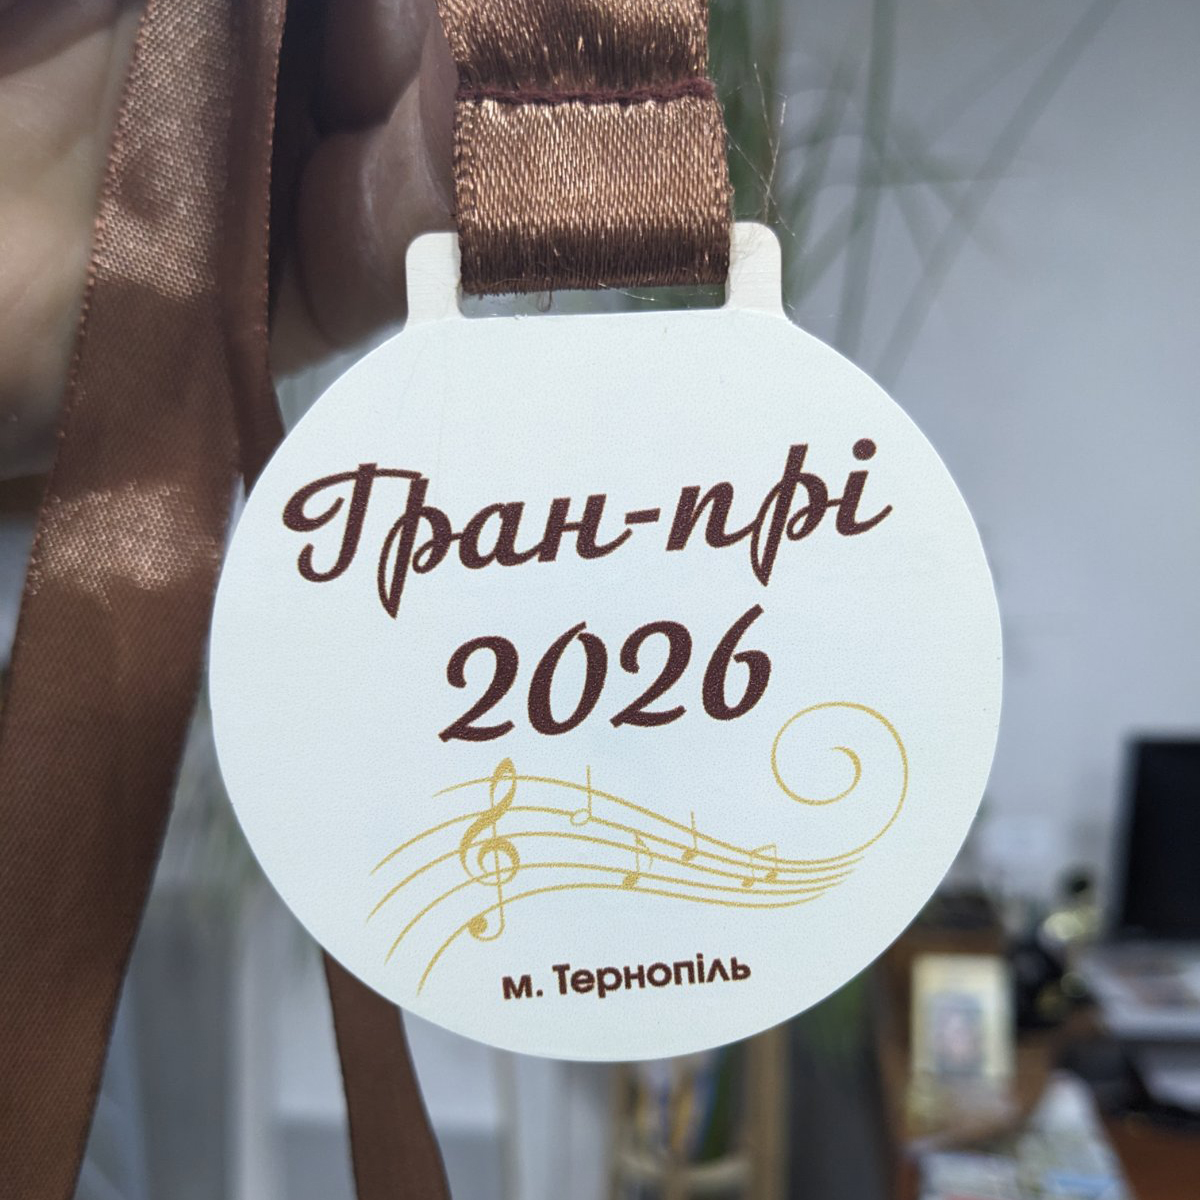 Гран-прі
2026
м. Тернопіль